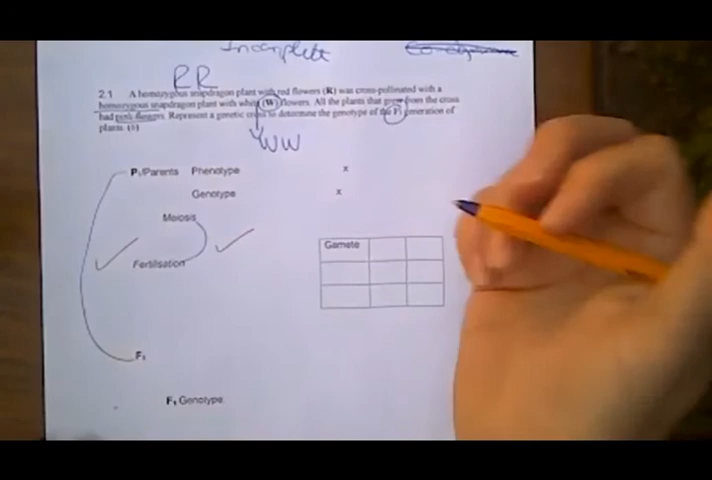 Incomplete
RR
2.1 A homozygous snapdragon plant with red flowers (R) was cross-pollinated with a
homozygous snapdragon plant with white (W) flowers. All the plants that grew from the cross
had pink flowers. Represent a genetic cross to determine the genotype of the F₁ generation of
plants. (6)
WW
P₁/Parents Phenotype x
Genotype x
Meiosis
Gamete
Fertilisation
F₁
F₁ Genotype